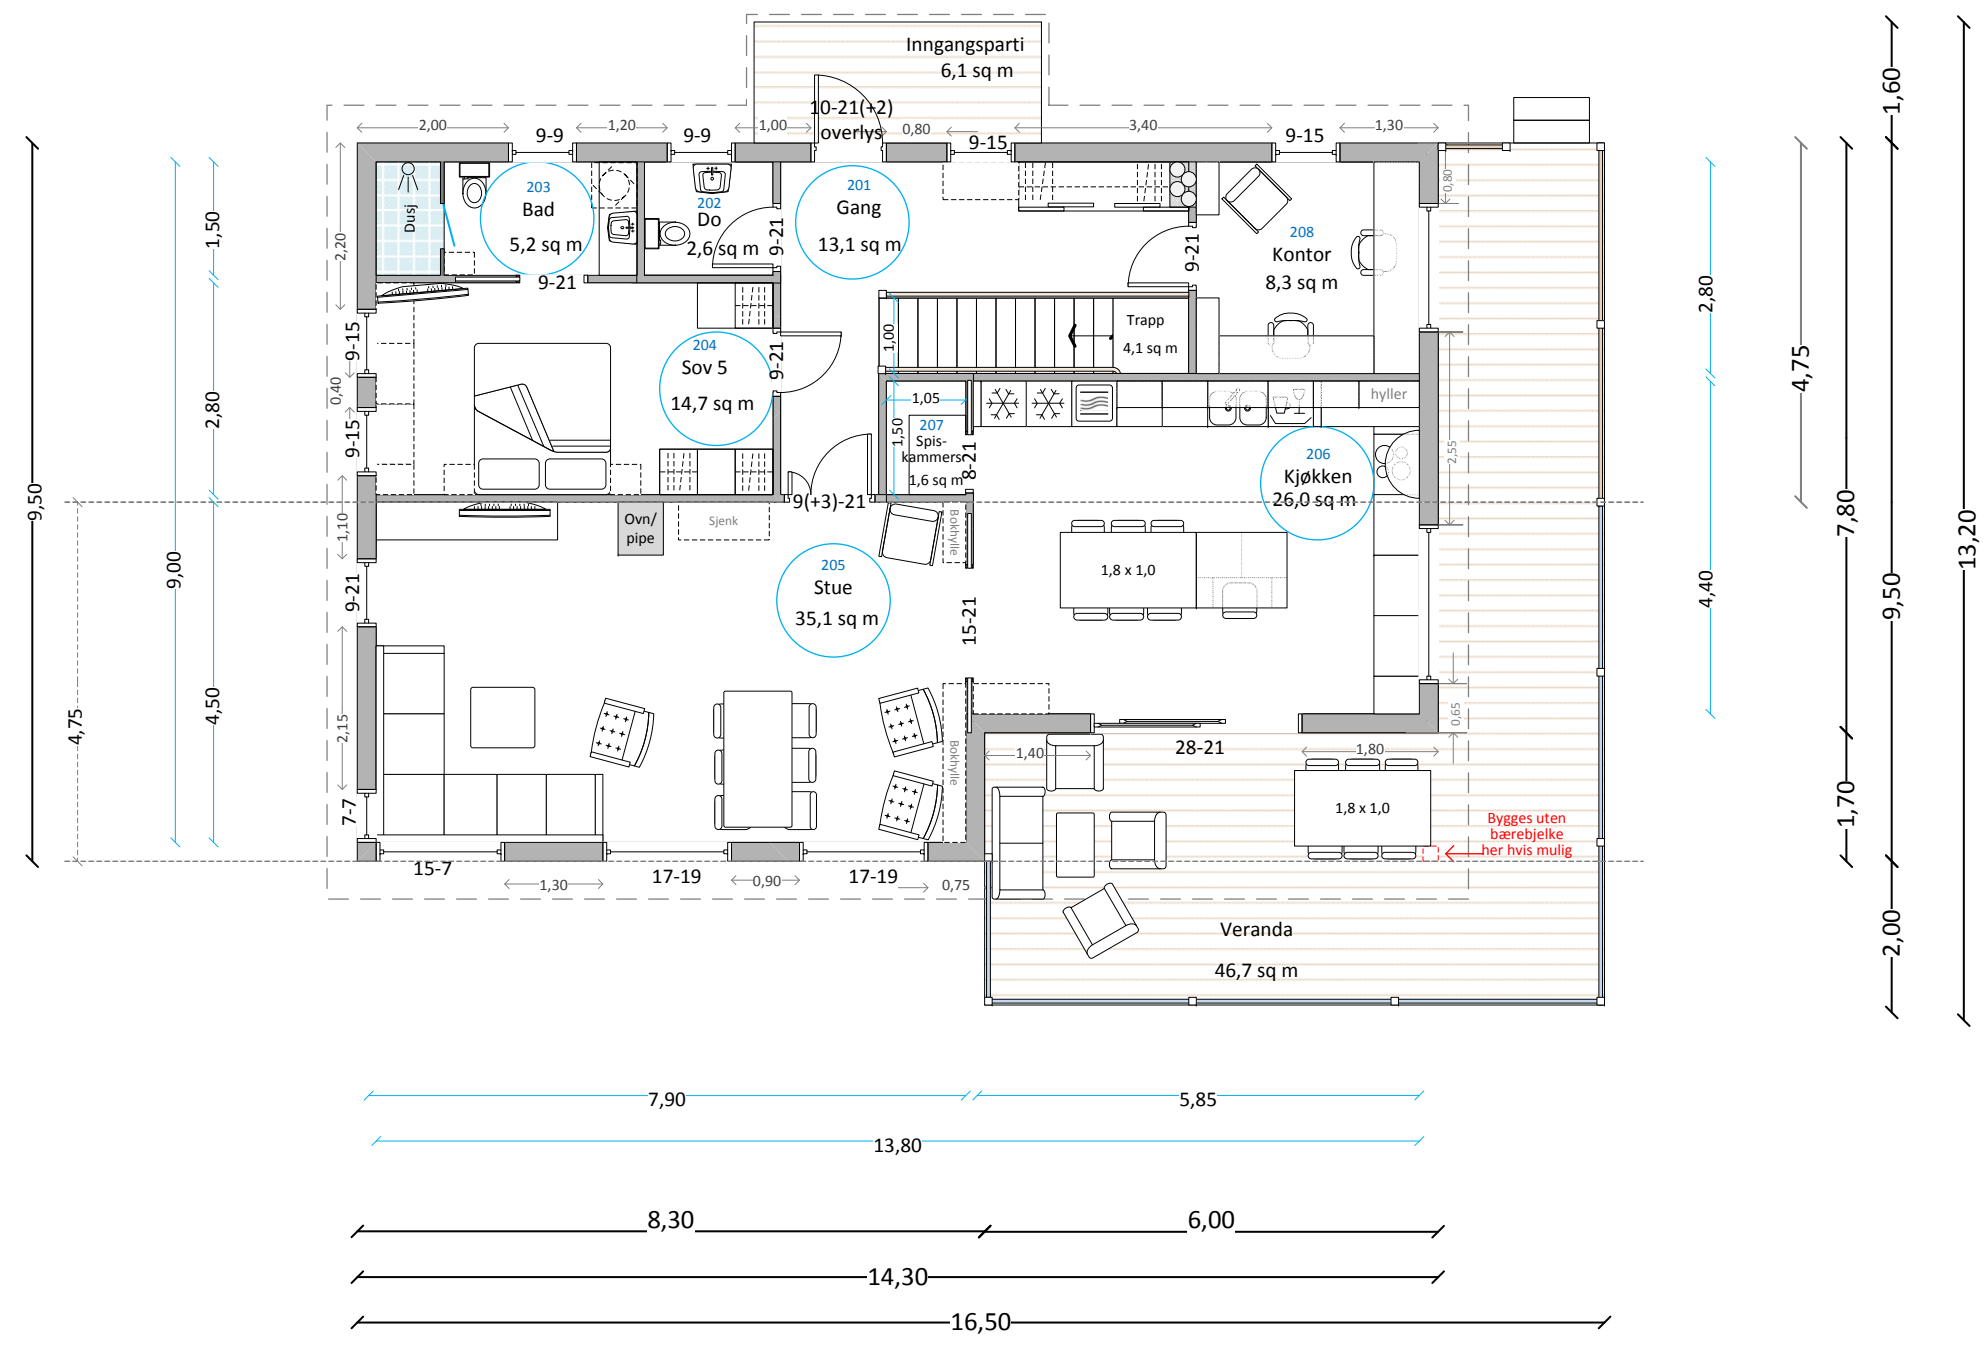 Inngangsparti
6,1 sq m
10-21(+2)
overlys
2,00
9-9
1,20
9-9
1,00
0,80
9-15
3,40
9-15
1,30
1,60
Dusj
203
Bad
5,2 sq m
202
Do
2,6 sq m
9-21
201
Gang
13,1 sq m
9-21
208
Kontor
8,3 sq m
0,80
1,50
2,20
9-21
2,80
Trapp
4,1 sq m
1,00
9-15
0,40
9-15
2,80
204
Sov 5
14,7 sq m
9-21
4,75
1,05
1,50
207
Spis-
kammers
1,6 sq m
8-21
hyller
206
Kjøkken
26,0 sq m
2,55
9,50
9,00
4,75
1,10
9(+3)-21
Ovn/
pipe
Sjenk
Bokhylle
205
Stue
35,1 sq m
9-21
15-21
1,8 x 1,0
7,80
9,50
13,20
4,40
4,50
2,15
7-7
Bokhylle
0,65
1,40
28-21
1,80
1,8 x 1,0
Bygges uten
bærebjelke
her hvis mulig
1,70
15-7
1,30
17-19
0,90
17-19
0,75
Veranda
46,7 sq m
2,00
7,90
5,85
13,80
8,30
6,00
14,30
16,50